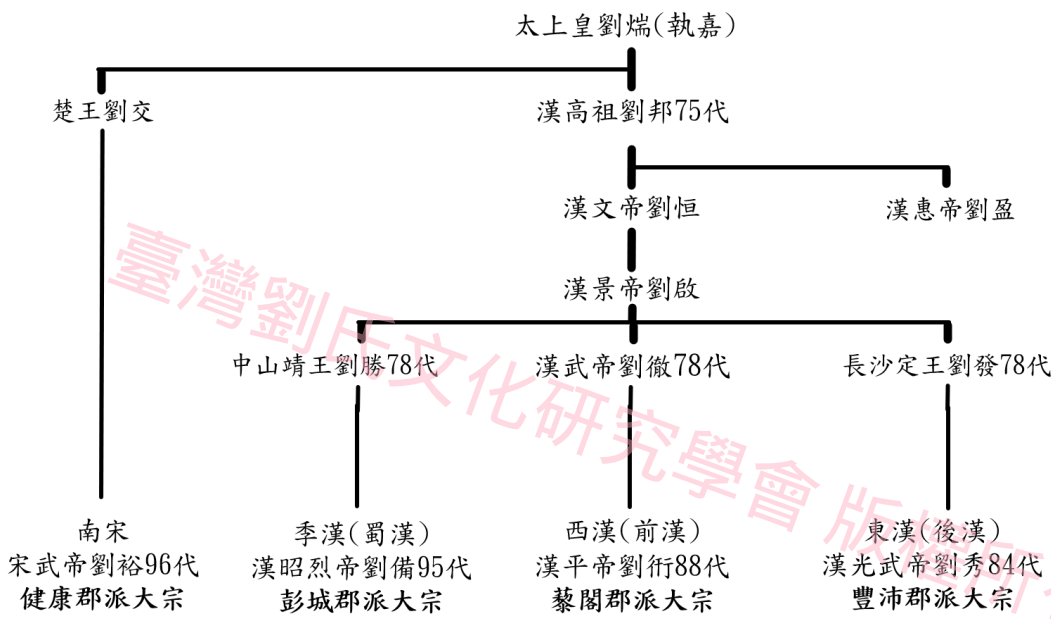 太上皇劉煓(執嘉)
楚王劉交
漢高祖劉邦75代
漢文帝劉恒
漢惠帝劉盈
漢景帝劉啟
中山靖王劉勝78代
漢武帝劉徹78代
長沙定王劉發78代
南宋
宋武帝劉裕96代
健康郡派大宗
季漢(蜀漢)
漢昭烈帝劉備95代
彭城郡派大宗
西漢(前漢)
漢平帝劉衎88代
藜閣郡派大宗
東漢(後漢)
漢光武帝劉秀84代
豐沛郡派大宗
臺灣劉氏文化研究學會 版權所